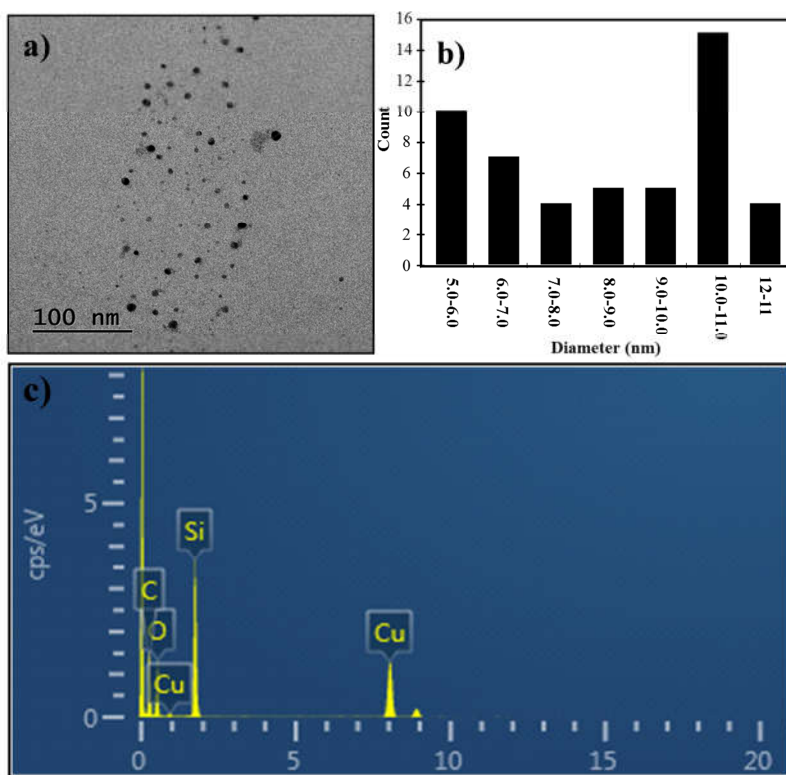 a)
100 nm
b)
Count
16
14
12
10
8
6
4
2
0
5.0-6.0
6.0-7.0
7.0-8.0
8.0-9.0
9.0-10.0
10.0-11.0
12-11
Diameter (nm)
c)
cps/eV
5
0
C
O
Cu
Si
Cu
0 5 10 15 20